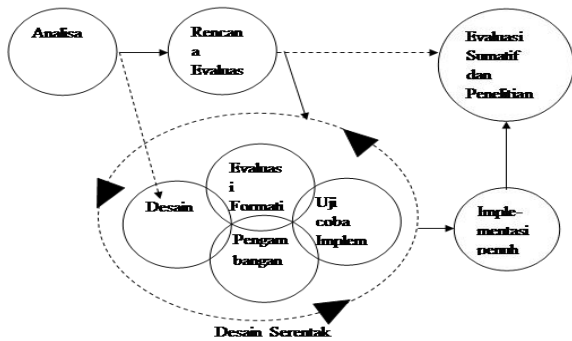 Analisa
Rencan
a
Evaluas
Evaluasi
Sumatif
dan
Penelitian
Evaluas
i
Formati
Desain
Uji
coba
Implem
Pengam
bangan
Imple-
mentasi
penuh
Desain Serentak